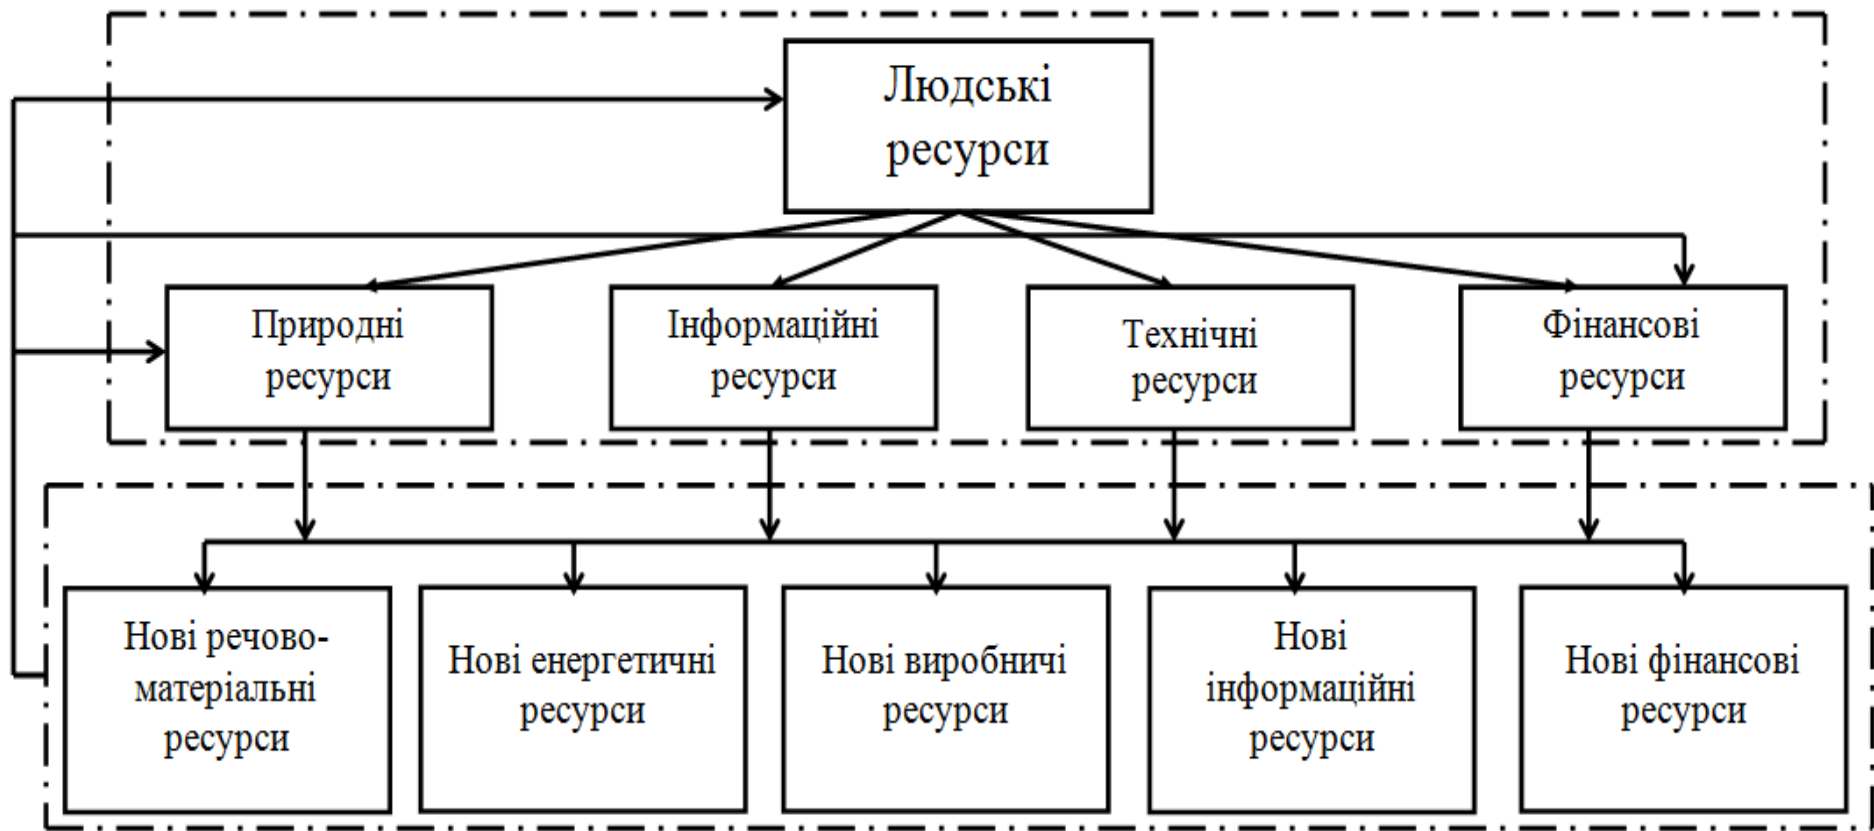 Людські
ресурси
Природні
ресурси
Інформаційні
ресурси
Технічні
ресурси
Фінансові
ресурси
Нові речово-
матеріальні
ресурси
Нові енергетичні
ресурси
Нові виробничі
ресурси
Нові
інформаційні
ресурси
Нові фінансові
ресурси